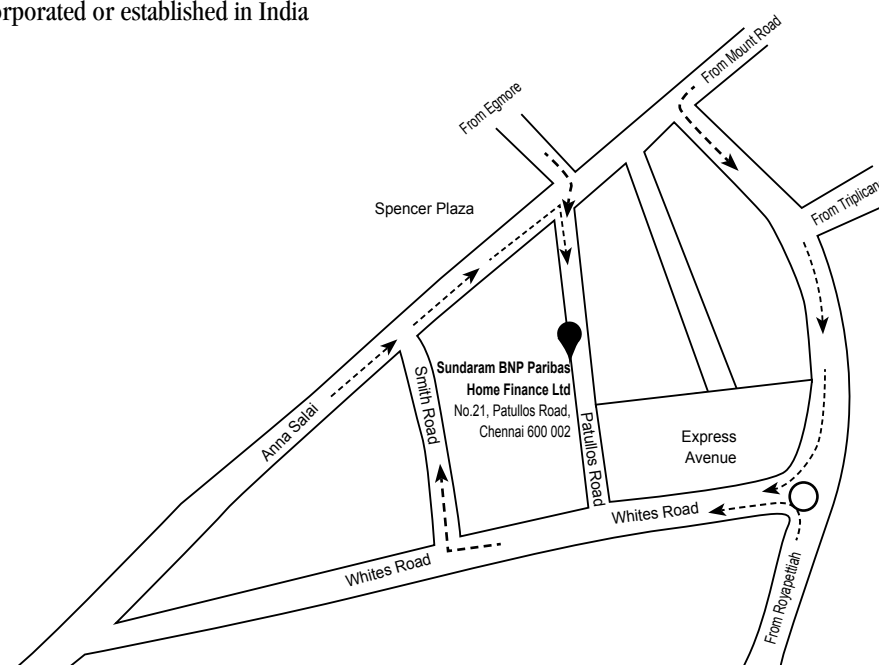 orporated or established in India
From Mount Road
From Egmore
From Triplican
Spencer Plaza
Sundaram BNP Paribas
Home Finance Ltd
No.21, Patullos Road,
Chennai 600 002
Smith Road
Anna Salai
Patullos Road
Express
Avenue
Whites Road
Whites Road
From Royapettiah